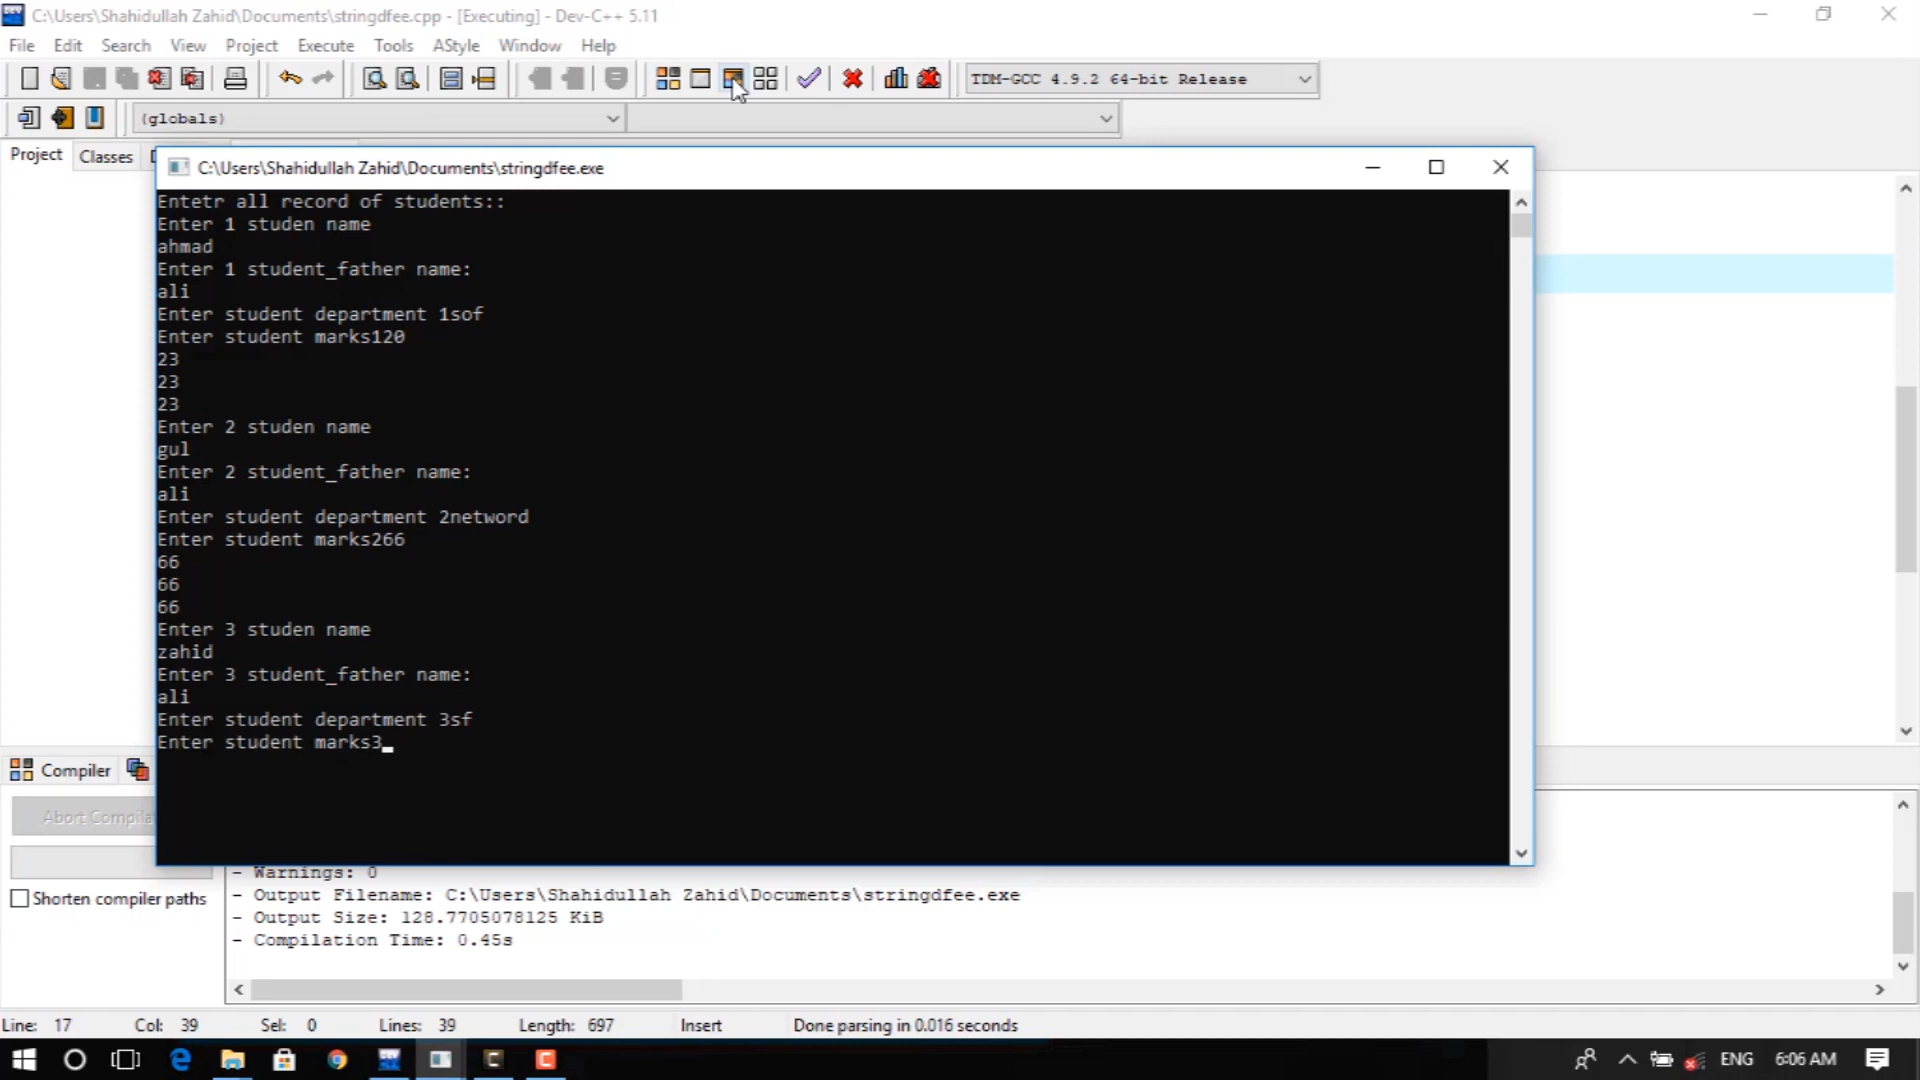 C:\Users\Shahidullah Zahid\Documents\stringdfee.cpp - [Executing] - Dev-C++ 5.11
File Edit Search View Project Execute Tools AStyle Window Help
TDM-GCC 4.9.2 64-bit Release
(globals)
Project Classes
C:\Users\Shahidullah Zahid\Documents\stringdfee.exe
Entetr all record of students::
Enter 1 studen name
ahmad
Enter 1 student_father name:
ali
Enter student department 1sof
Enter student marks120
23
23
23
Enter 2 studen name
gul
Enter 2 student_father name:
ali
Enter student department 2netword
Enter student marks266
66
66
66
Enter 3 studen name
zahid
Enter 3 student_father name:
ali
Enter student department 3sf
Enter student marks3
Compiler
Abort Compila
Shorten compiler paths
- Warnings: 0
- Output Filename: C:\Users\Shahidullah Zahid\Documents\stringdfee.exe
- Output Size: 128.7705078125 KiB
- Compilation Time: 0.45s
Line: 17 Col: 39 Sel: 0 Lines: 39 Length: 697 Insert Done parsing in 0.016 seconds
ENG 6:06 AM